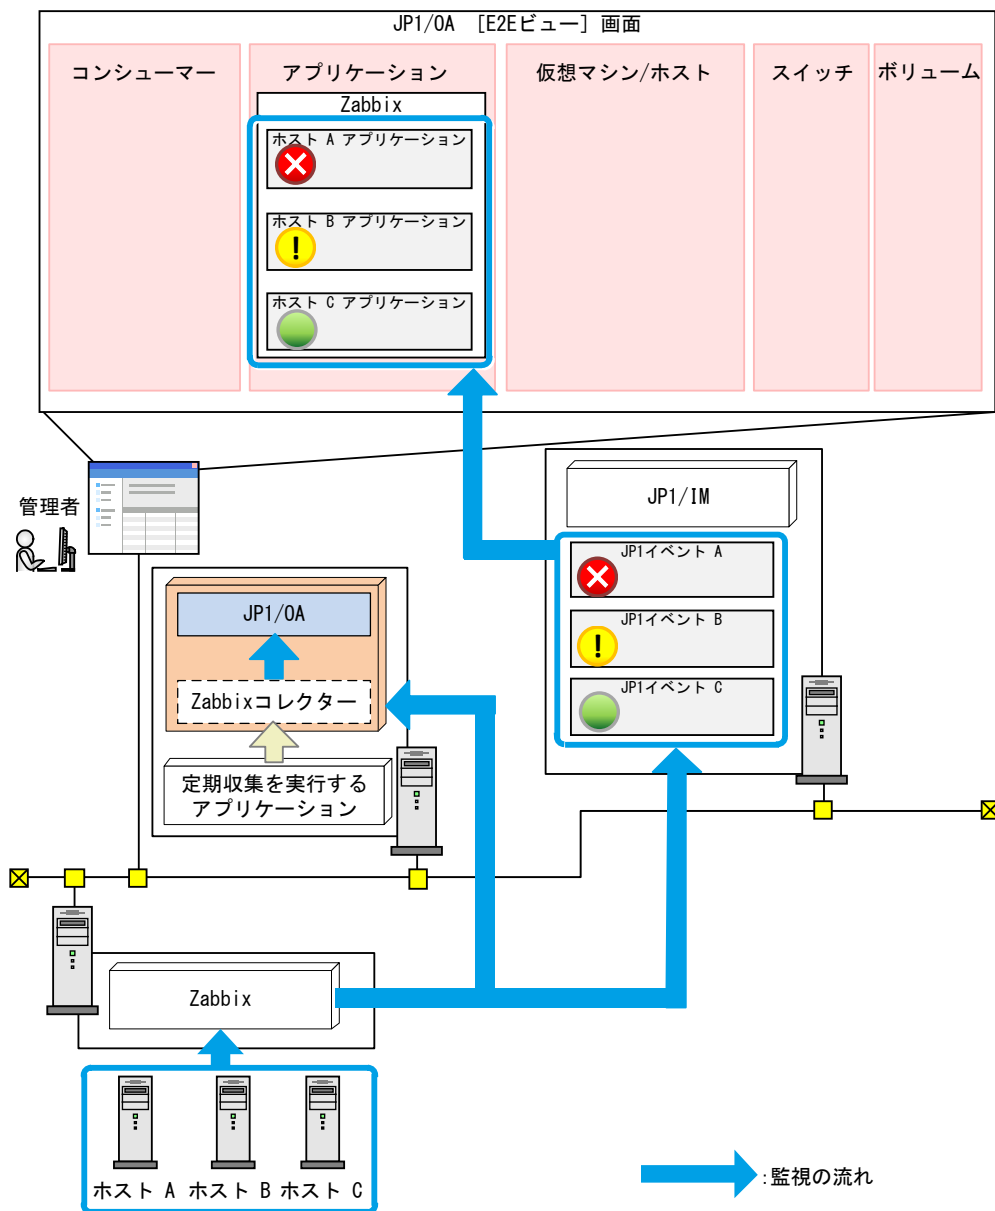 JP1/OA [E2Eビュー] 画面
コンシューマー
アプリケーション
仮想マシン/ホスト
スイッチ
ボリューム
Zabbix
ホスト A アプリケーション
ホスト B アプリケーション
ホスト C アプリケーション
管理者
JP1/IM
JP1イベント A
JP1イベント B
JP1イベント C
JP1/OA
Zabbixコレクター
定期収集を実行する
アプリケーション
Zabbix
ホスト A
ホスト B
ホスト C
:監視の流れ